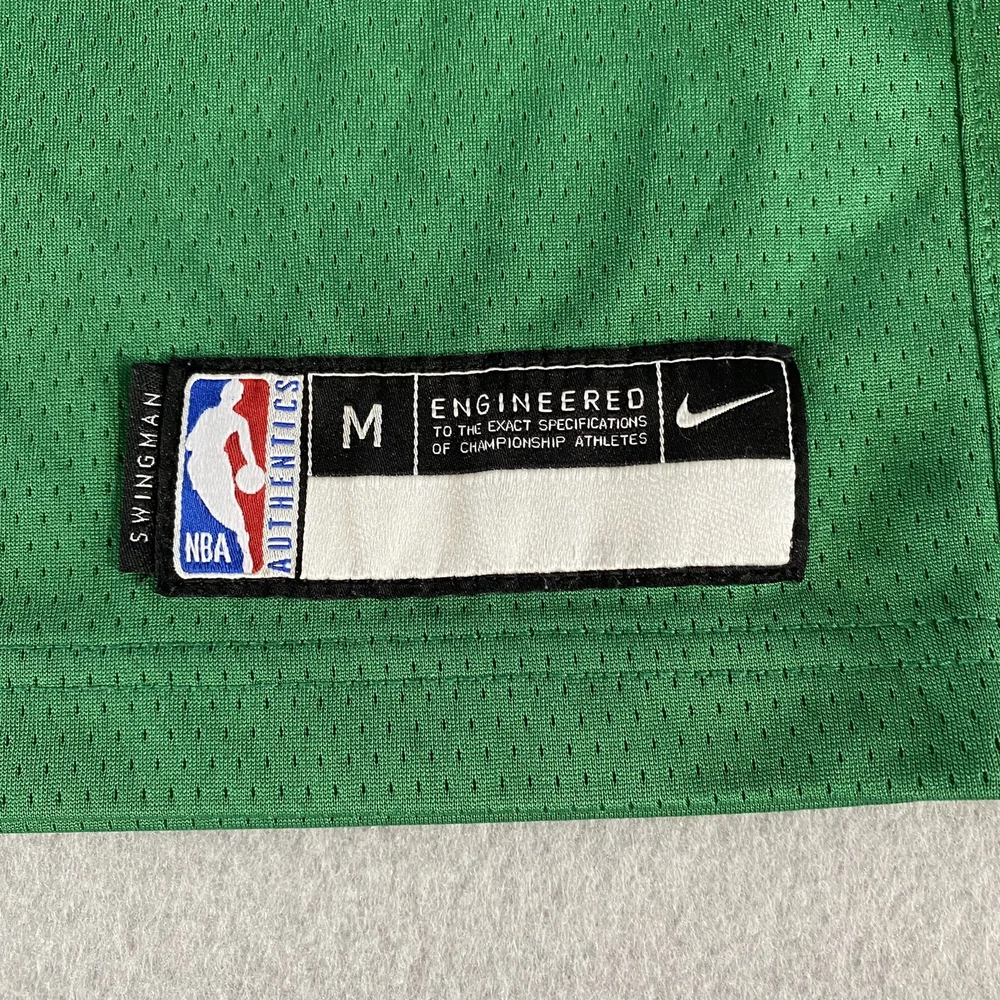 SWINGMAN
NBA
AUTHENTICS
M
ENGINEERED
TO THE EXACT SPECIFICATIONS
OF CHAMPIONSHIP ATHLETES